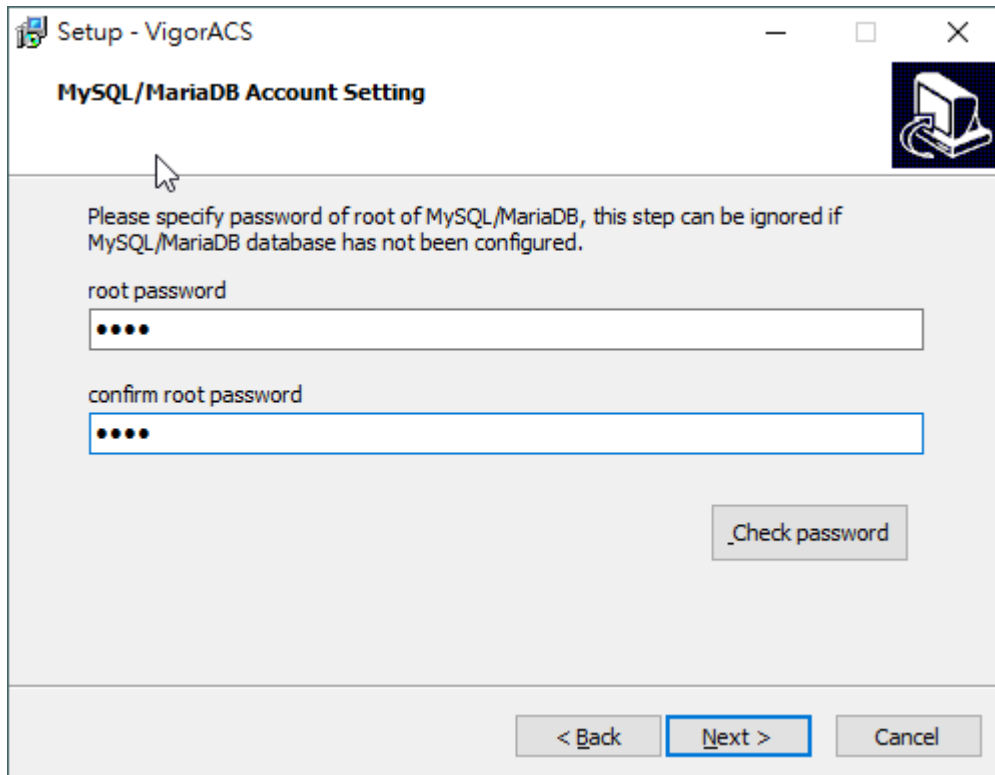 Setup - VigorACS
MySQL/MariaDB Account Setting
Please specify password of root of MySQL/MariaDB, this step can be ignored if
MySQL/MariaDB database has not been configured.
root password
••••
confirm root password
••••
Check password
< Back
Next >
Cancel